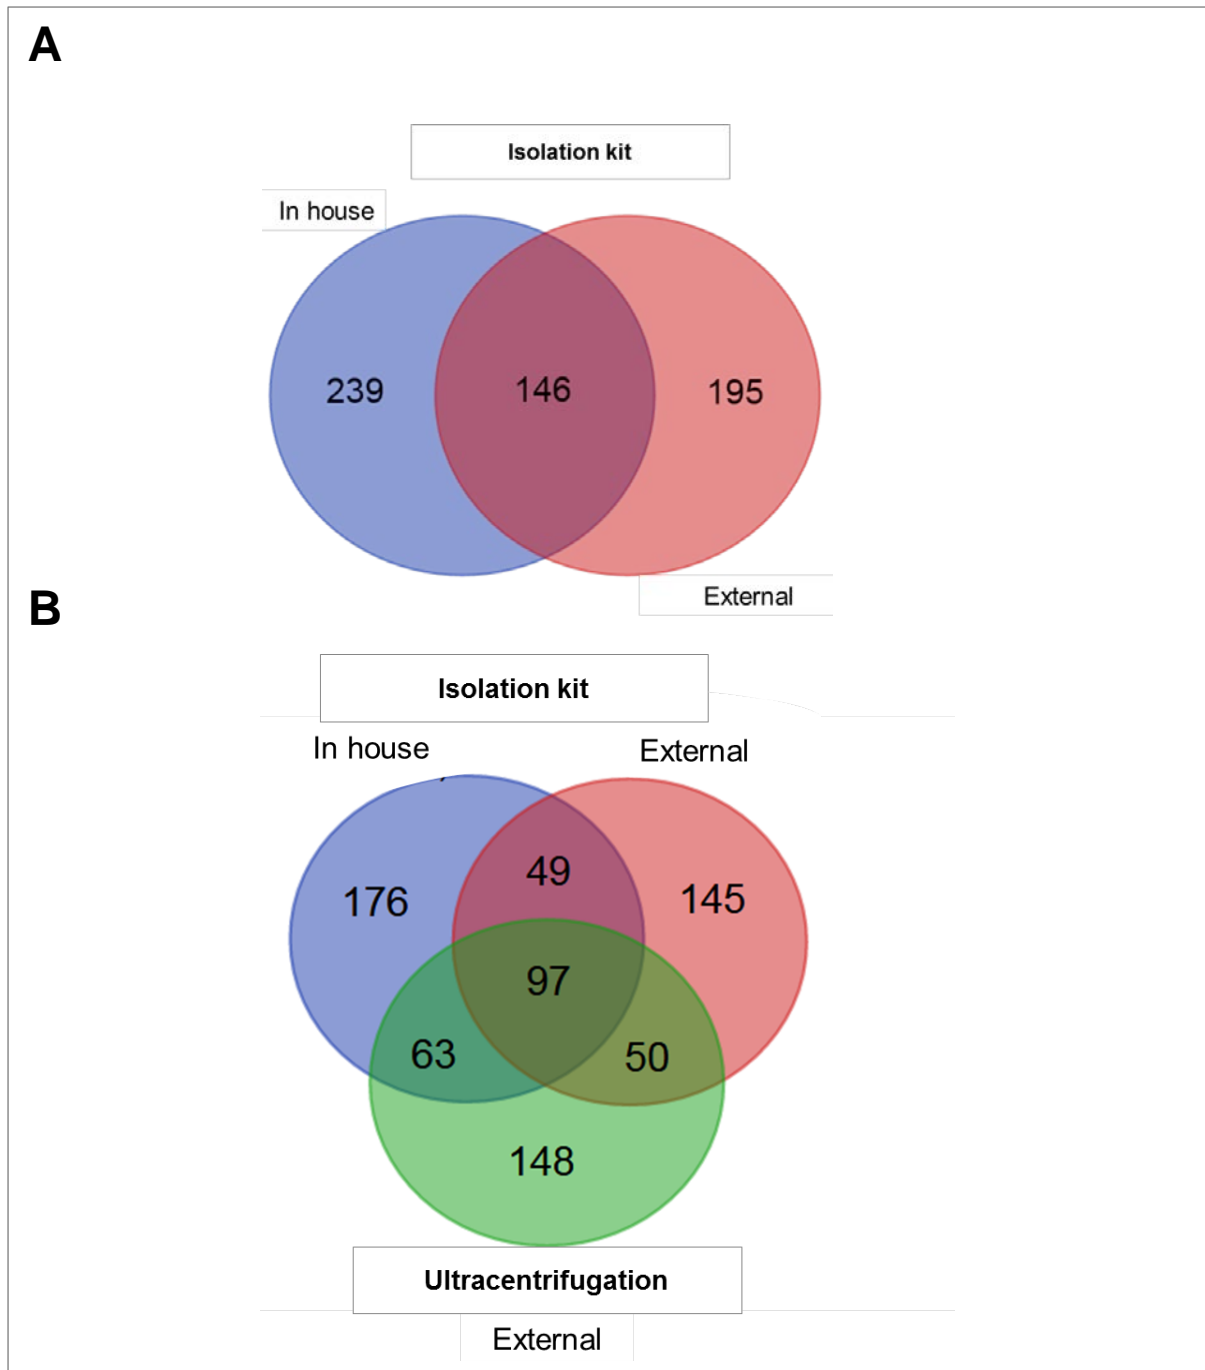 A
Isolation kit
In house
239
146
195
External
B
Isolation kit
In house
External
49
176
145
97
63
50
148
Ultracentrifugation
External